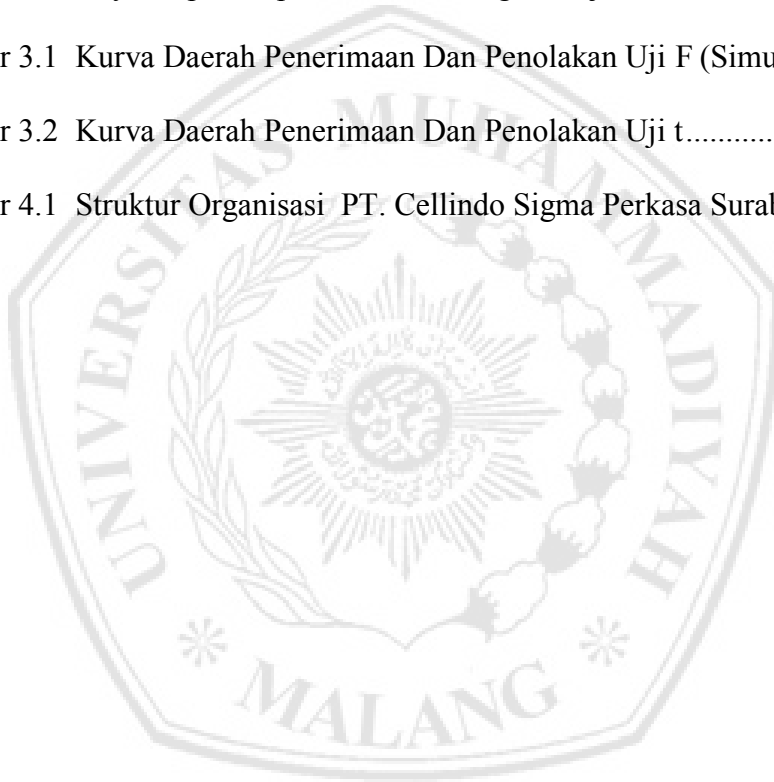 r 3.1 Kurva Daerah Penerimaan Dan Penolakan Uji F (Simu
r 3.2 Kurva Daerah Penerimaan Dan Penolakan Uji t...........
r 4.1 Struktur Organisasi PT. Cellindo Sigma Perkasa Surab
UNIVERSITAS MUHAMMADIYAH
MALANG